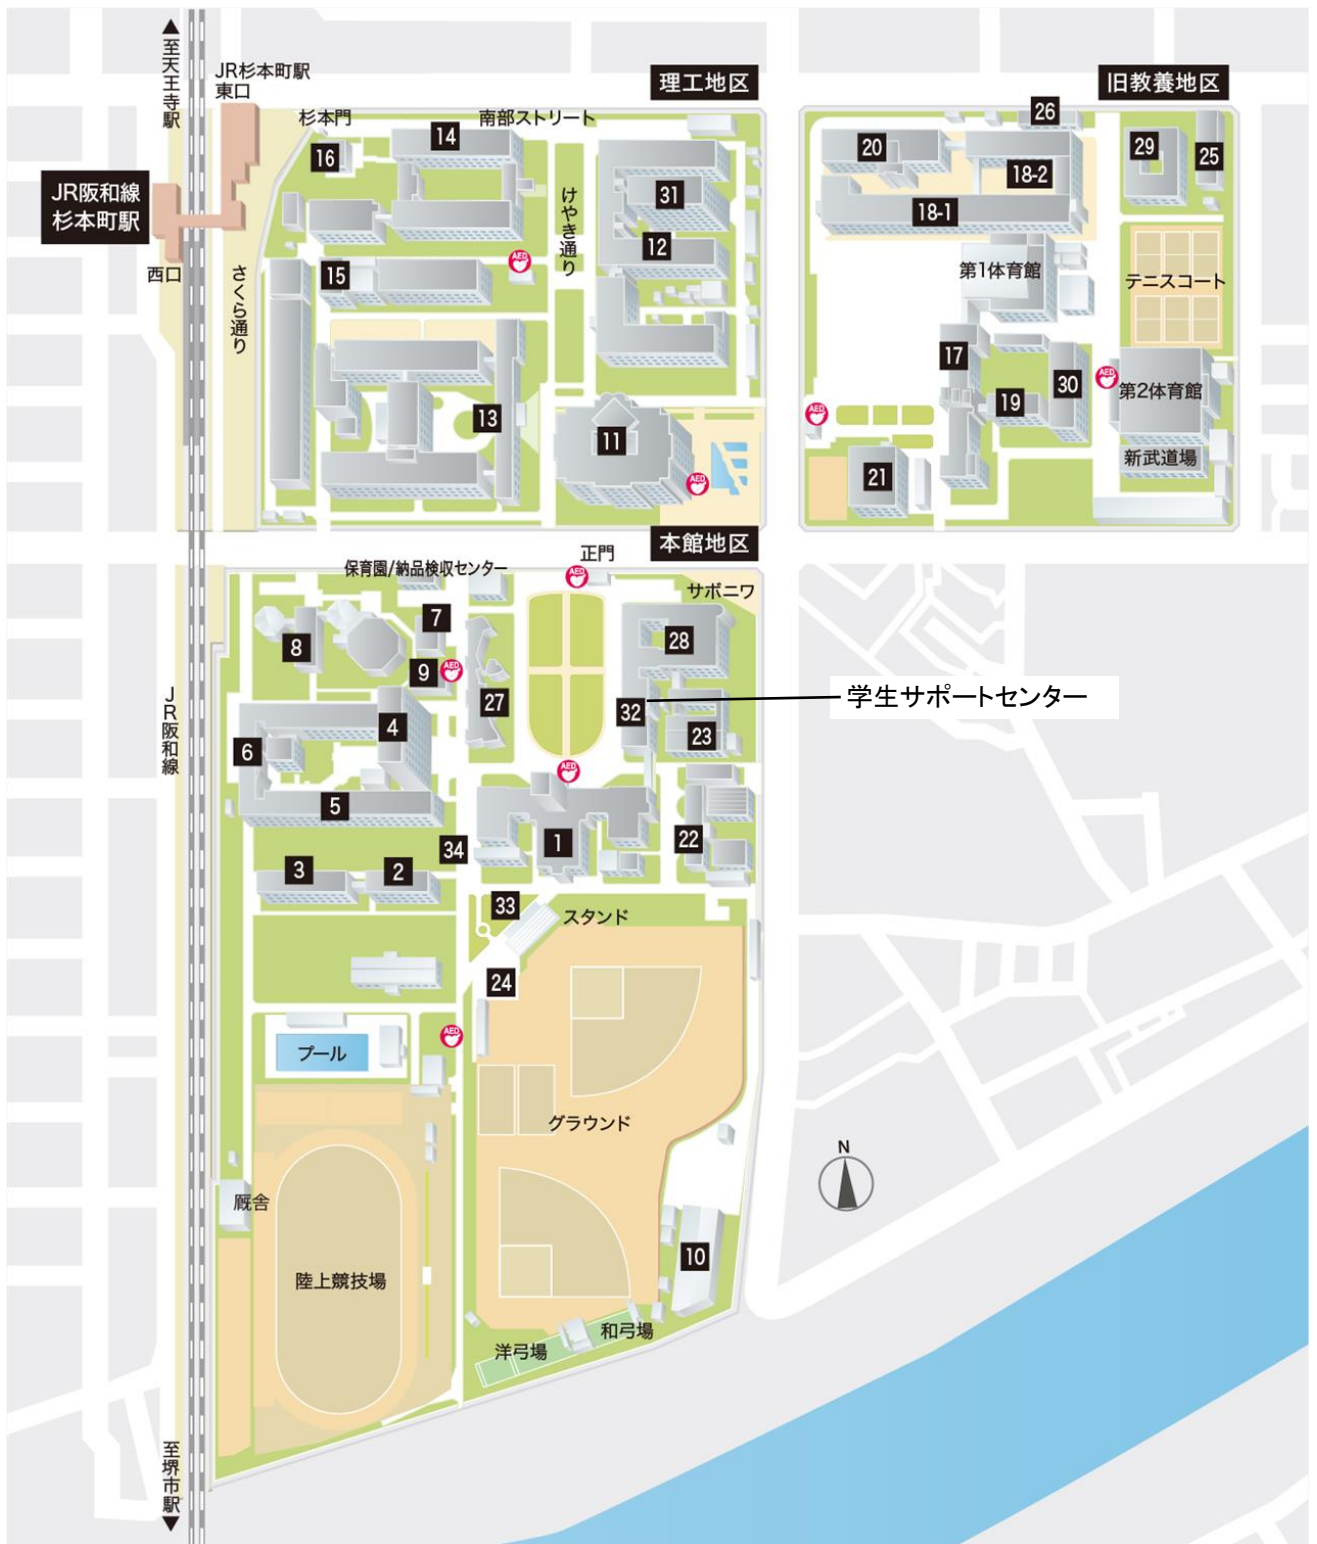 ▲至天王寺駅
JR杉本町駅
東口
理工地区
旧教養地区
杉本門
南部ストリート
14
16
26
20
29
25
18-2
31
18-1
JR阪和線
杉本町駅
けやき通り
12
西口
さくら通り
15
AED
第1体育館
テニスコート
17
30
AED
第2体育館
19
13
11
AED
新武道場
21
AED
本館地区
正門
保育園/納品検収センター
AED
サボニワ
7
8
28
9
AED
27
32
学生サポートセンター
JR阪和線
4
23
6
AED
5
1
22
34
3
2
33
スタンド
24
AED
プール
グラウンド
N
厩舎
10
陸上競技場
和弓場
洋弓場
至堺市駅▼